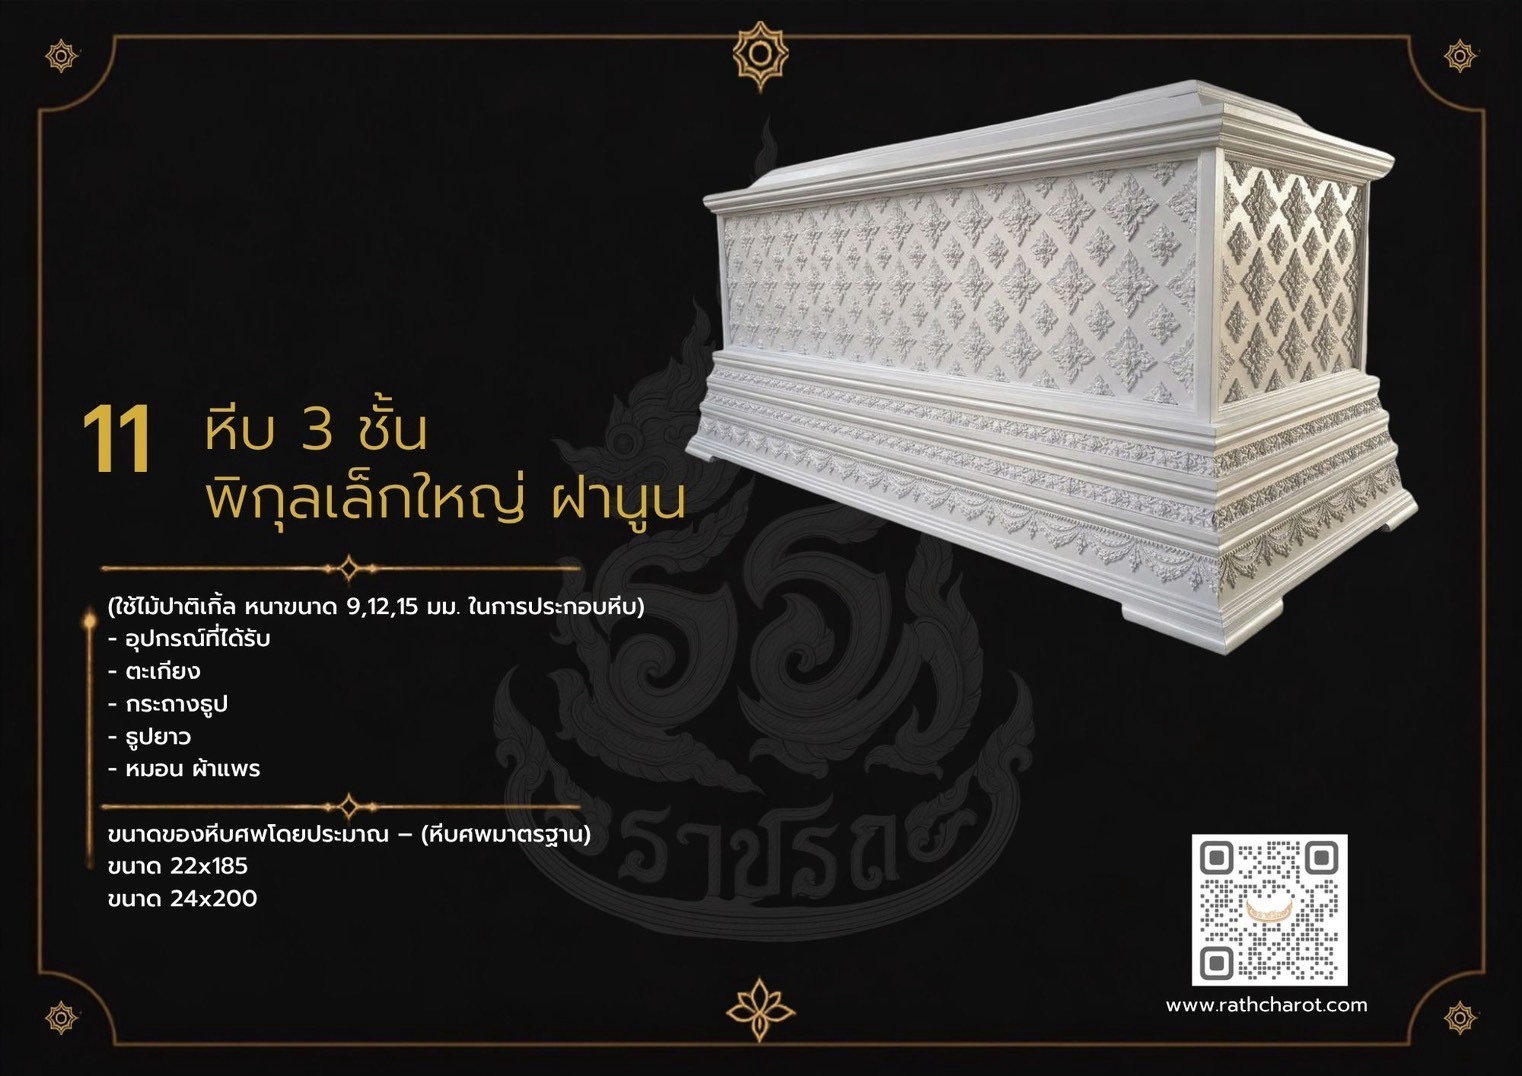 11
หีบ 3 ชั้น
พิกุลเล็กใหญ่ ฝานูน
(ใช้ไม้ปาติเกิ้ล หนาขนาด 9,12,15 มม. ในการประกอบหีบ)
- อุปกรณ์ที่ได้รับ
- ตะเกียง
- กระถางธูป
- ธูปยาว
- หมอน ผ้าแพร
ขนาดของหีบศพโดยประมาณ – (หีบศพมาตรฐาน)
ขนาด 22x185
ขนาด 24x200
ราชรถ
www.rathcharot.com